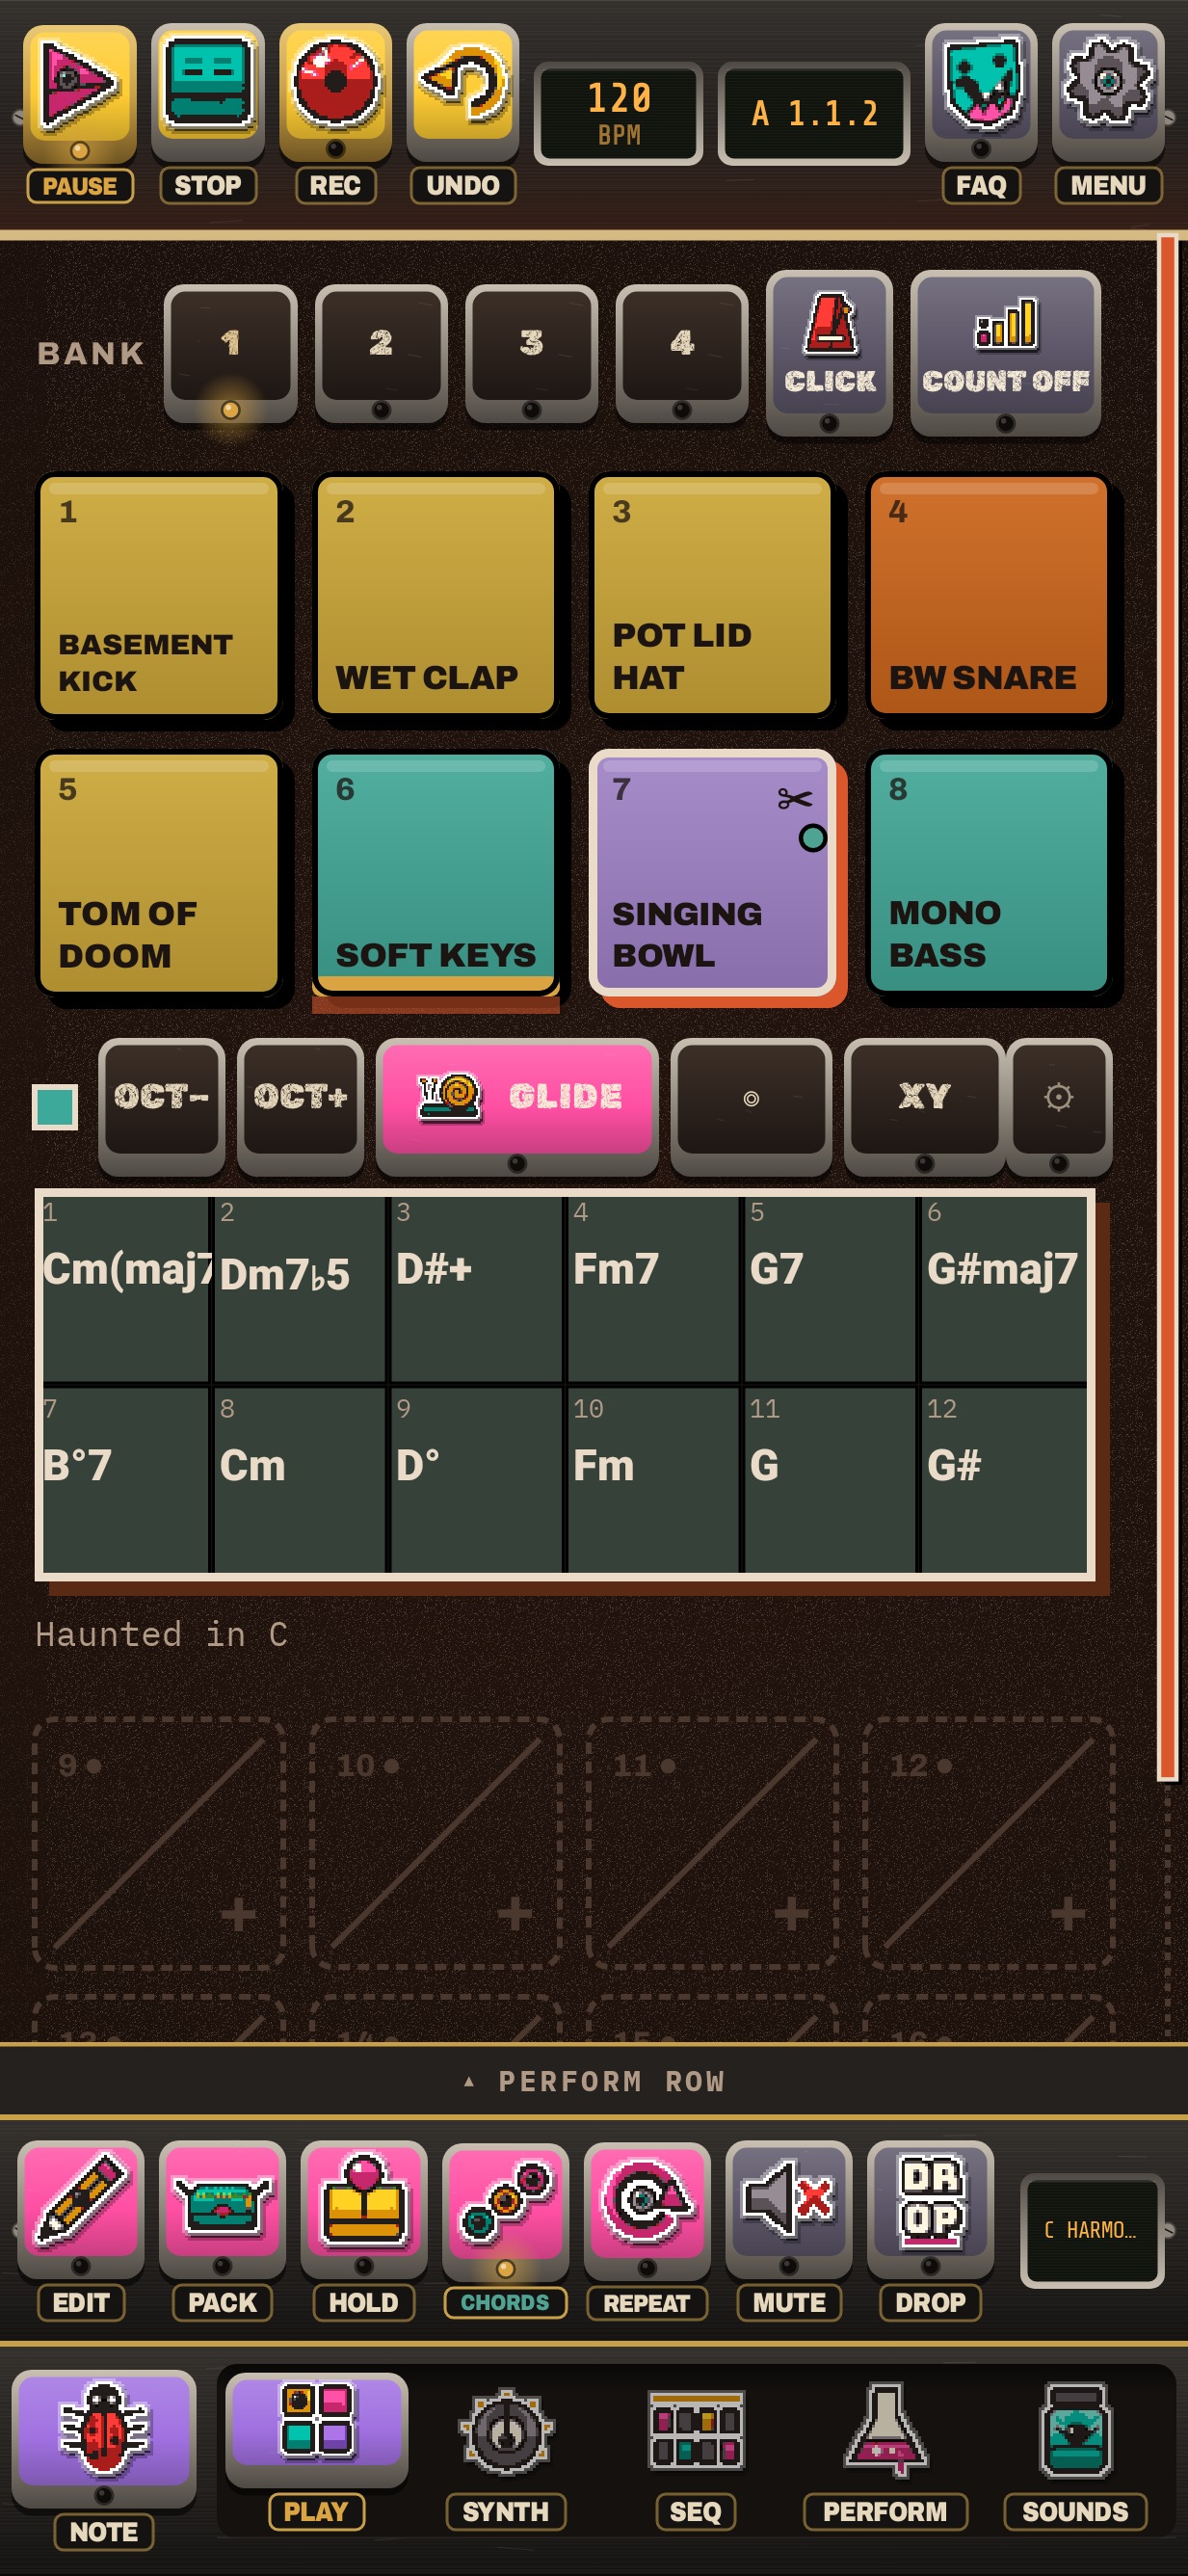 120
BPM
A 1.1.2
PAUSE STOP REC UNDO FAQ MENU
BANK 1 2 3 4 CLICK COUNT OFF
1 2 3 4
BASEMENT
KICK
WET CLAP
POT LID
HAT
BW SNARE
5 6 7 8
TOM OF
DOOM
SOFT KEYS
SINGING
BOWL
MONO
BASS
OCT- OCT+ GLIDE XY
1 2 3 4 5 6
Cm(maj7 Dm7♭5 D#+ Fm7 G7 G#maj7
7 8 9 10 11 12
B°7 Cm D° Fm G G#
Haunted in C
9 10 11 12
13 14 15 16
▲ PERFORM ROW
DROP
C HARMO…
EDIT PACK HOLD CHORDS REPEAT MUTE DROP
NOTE PLAY SYNTH SEQ PERFORM SOUNDS